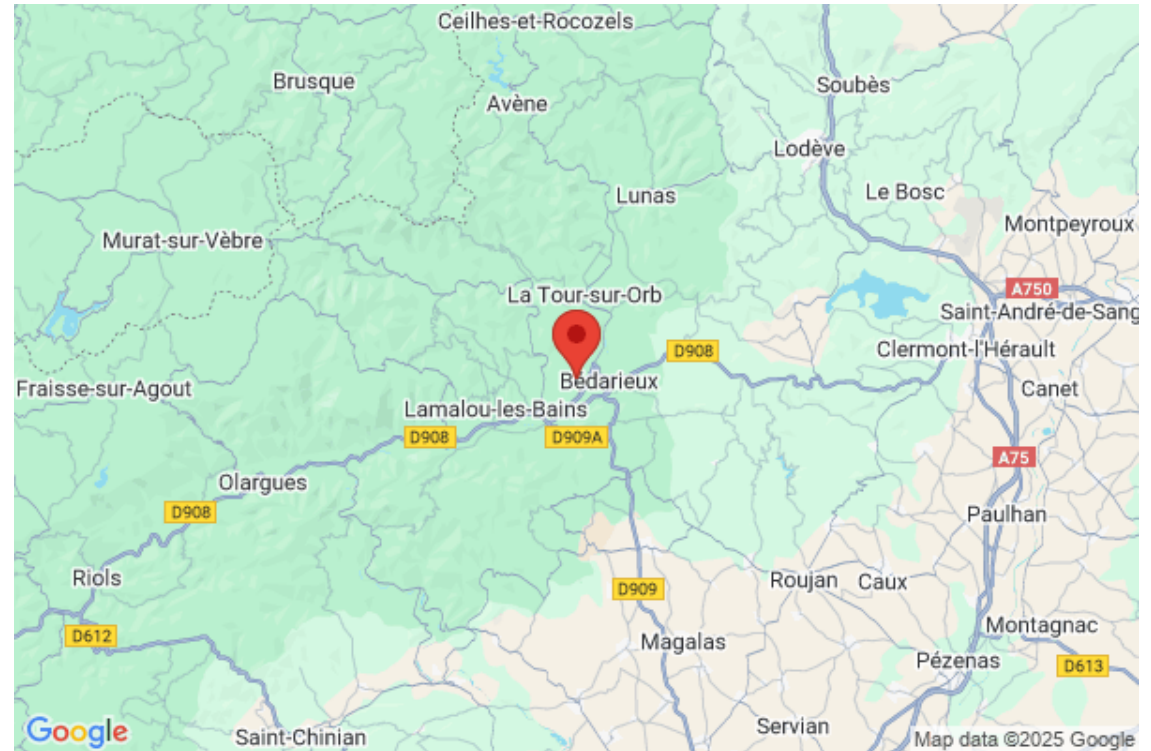 Ceilhes-et-Rocozels
Brusque
Soubès
Avène
Lodève
Le Bosc
Lunas
Montpeyroux
Murat-sur-Vèbre
A750
La Tour-sur-Orb
Saint-André-de-Sang
D908
Clermont-l'Hérault
Bédarieux
Fraisse-sur-Agout
Canet
Lamalou-les-Bains
D908
D909A
A75
Olargues
D908
Paulhan
Riols
Roujan
Caux
D909
D612
Montagnac
Magalas
Pézenas
D613
Servian
Google
Saint-Chinian
Map data ©2025 Google